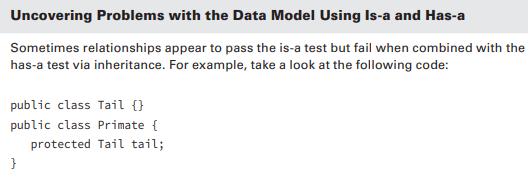 Uncovering Problems with the Data Model Using Is-a and Has-a
Sometimes relationships appear to pass the is-a test but fail when combined with the
has-a test via inheritance. For example, take a look at the following code:
public class Tail {}
public class Primate {
   protected Tail tail;
}